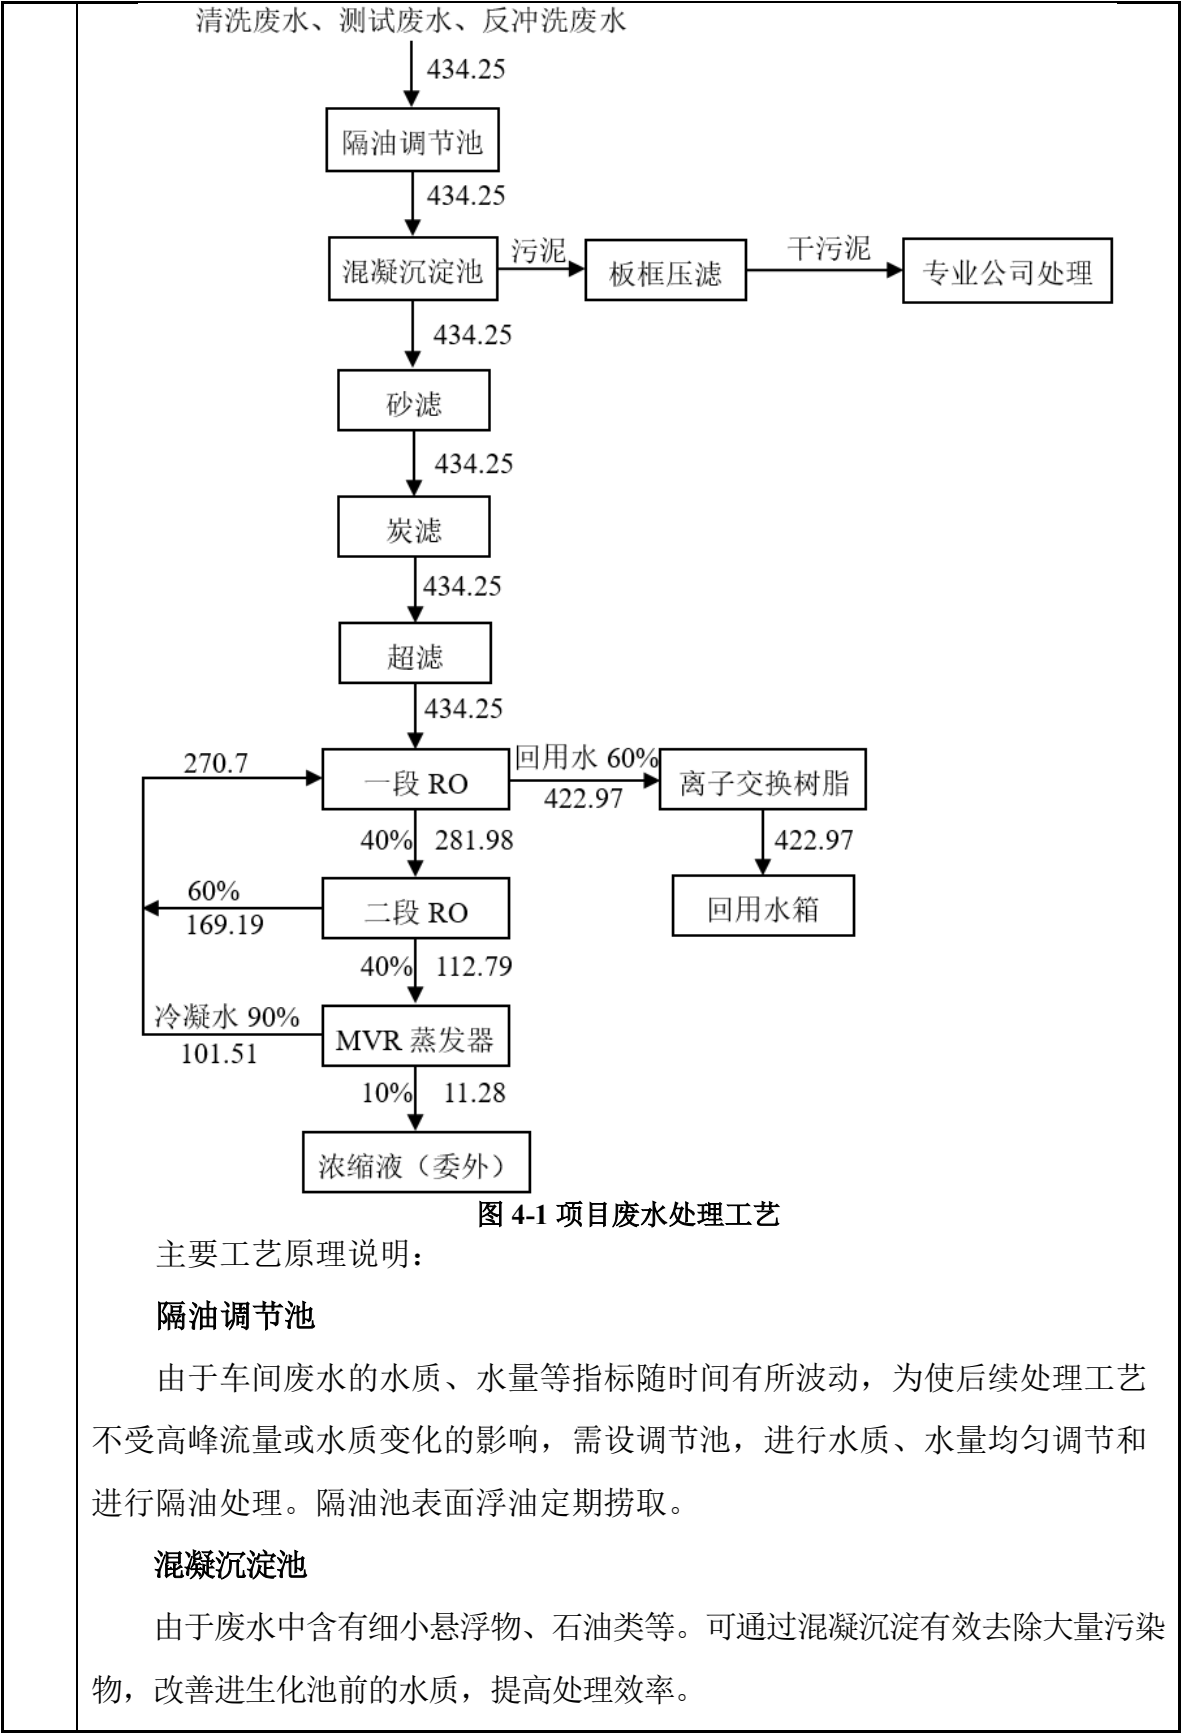 清洗废水、测试废水、反冲洗废水
434.25
隔油调节池
434.25
混凝沉淀池
污泥
板框压滤
干污泥
专业公司处理
434.25
砂滤
434.25
炭滤
434.25
超滤
434.25
270.7
一段 RO
回用水 60%
422.97
离子交换树脂
40% 281.98
422.97
60%
169.19
二段 RO
回用水箱
40% 112.79
冷凝水 90%
101.51
MVR 蒸发器
10% 11.28
浓缩液（委外）
图 4-1 项目废水处理工艺
主要工艺原理说明：
隔油调节池
由于车间废水的水质、水量等指标随时间有所波动，为使后续处理工艺
不受高峰流量或水质变化的影响，需设调节池，进行水质、水量均匀调节和
进行隔油处理。隔油池表面浮油定期捞取。
混凝沉淀池
由于废水中含有细小悬浮物、石油类等。可通过混凝沉淀有效去除大量污染
物，改善进生化池前的水质，提高处理效率。